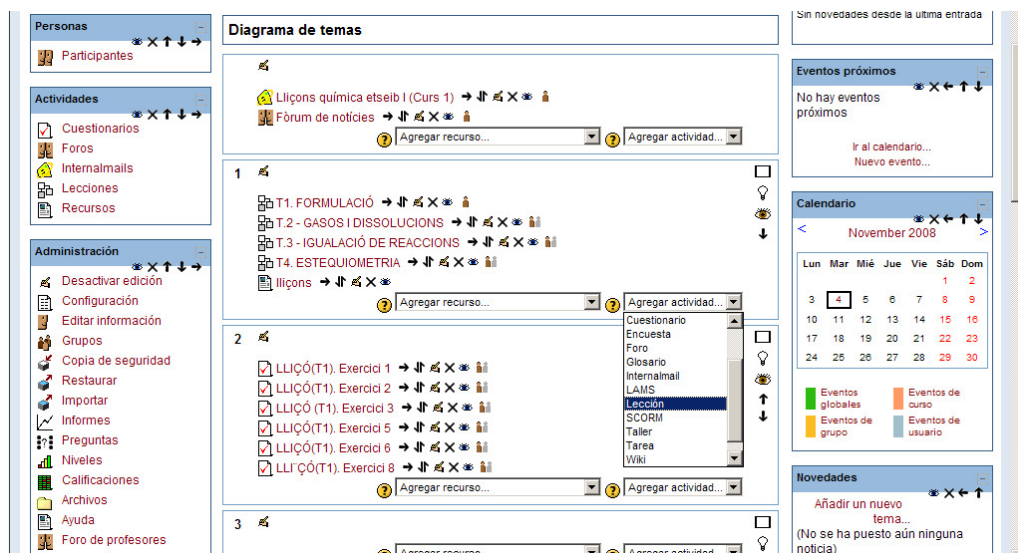 Personas
Participantes
Actividades
Cuestionarios
Foros
Internalmails
Lecciones
Recursos
Administración
Desactivar edición
Configuración
Editar información
Grupos
Copia de seguridad
Restaurar
Importar
Informes
Preguntas
Niveles
Calificaciones
Archivos
Ayuda
Foro de profesores
Diagrama de temas
Lliçons química etseib I (Curs 1)
Fòrum de notícies
Agregar recurso... Agregar actividad...
1
T1. FORMULACIÓ
T.2 - GASOS I DISSOLUCIONS
T.3 - IGUALACIÓ DE REACCIONS
T4. ESTEQUIOMETRIA
lliçons
Agregar recurso... Agregar actividad...
Cuestionario
Encuesta
Foro
Glosario
Internalmail
LAMS
Lección
SCORM
Taller
Tarea
Wiki
2
LLIÇÓ(T1). Exercici 1
LLIÇÓ(T1). Exercici 2
LLIÇÓ (T1). Exercici 3
LLIÇÓ(T1). Exercici 5
LLIÇÓ(T1). Exercici 6
LLI¨ÇÓ(T1). Exercici 8
Agregar recurso... Agregar actividad...
3
Agregar recurso... Agregar actividad...
Sin novedades desde la última entrada
Eventos próximos
No hay eventos
próximos
Ir al calendario...
Nuevo evento...
Calendario
< November 2008 >
Lun Mar Mié Jue Vie Sáb Dom
1 2
3 4 5 6 7 8 9
10 11 12 13 14 15 16
17 18 19 20 21 22 23
24 25 26 27 28 29 30
Eventos globales
Eventos de curso
Eventos de grupo
Eventos de usuario
Novedades
Añadir un nuevo
tema...
(No se ha puesto aún ninguna
noticia)